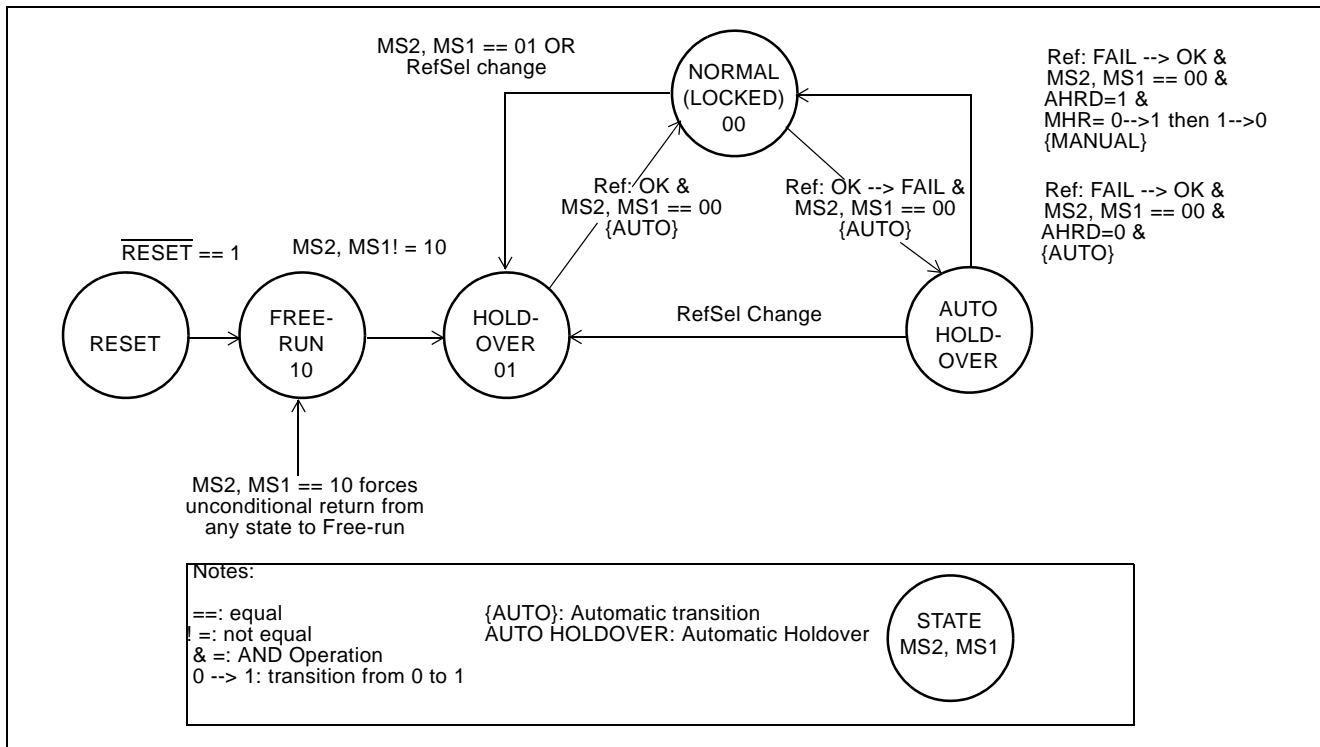 MS2, MS1 == 01 OR
RefSel change
NORMAL
(LOCKED)
00
Ref: FAIL --> OK &
MS2, MS1 == 00 &
AHRD=1 &
MHR= 0-->1 then 1-->0
{MANUAL}
Ref: OK &
MS2, MS1 == 00
{AUTO}
Ref: OK --> FAIL &
MS2, MS1 == 00
{AUTO}
Ref: FAIL --> OK &
MS2, MS1 == 00 &
AHRD=0 &
{AUTO}
RESET == 1
MS2, MS1! = 10
RESET
FREE-
RUN
10
HOLD-
OVER
01
RefSel Change
AUTO
HOLD-
OVER
MS2, MS1 == 10 forces
unconditional return from
any state to Free-run
Notes:
==: equal
! =: not equal
& =: AND Operation
0 --> 1: transition from 0 to 1
{AUTO}: Automatic transition
AUTO HOLDOVER: Automatic Holdover
STATE
MS2, MS1